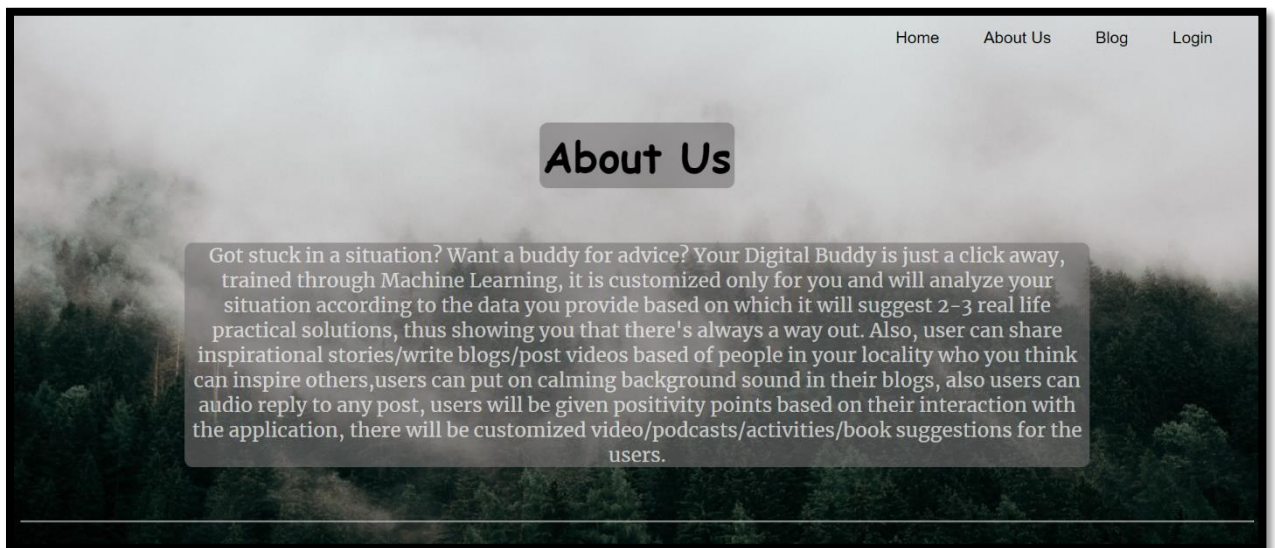 Home About Us Blog Login
About Us
Got stuck in a situation? Want a buddy for advice? Your Digital Buddy is just a click away,
trained through Machine Learning, it is customized only for you and will analyze your
situation according to the data you provide based on which it will suggest 2-3 real life
practical solutions, thus showing you that there's always a way out. Also, user can share
inspirational stories/write blogs/post videos based of people in your locality who you think
can inspire others,users can put on calming background sound in their blogs, also users can
audio reply to any post, users will be given positivity points based on their interaction with
the application, there will be customized video/podcasts/activities/book suggestions for the
users.